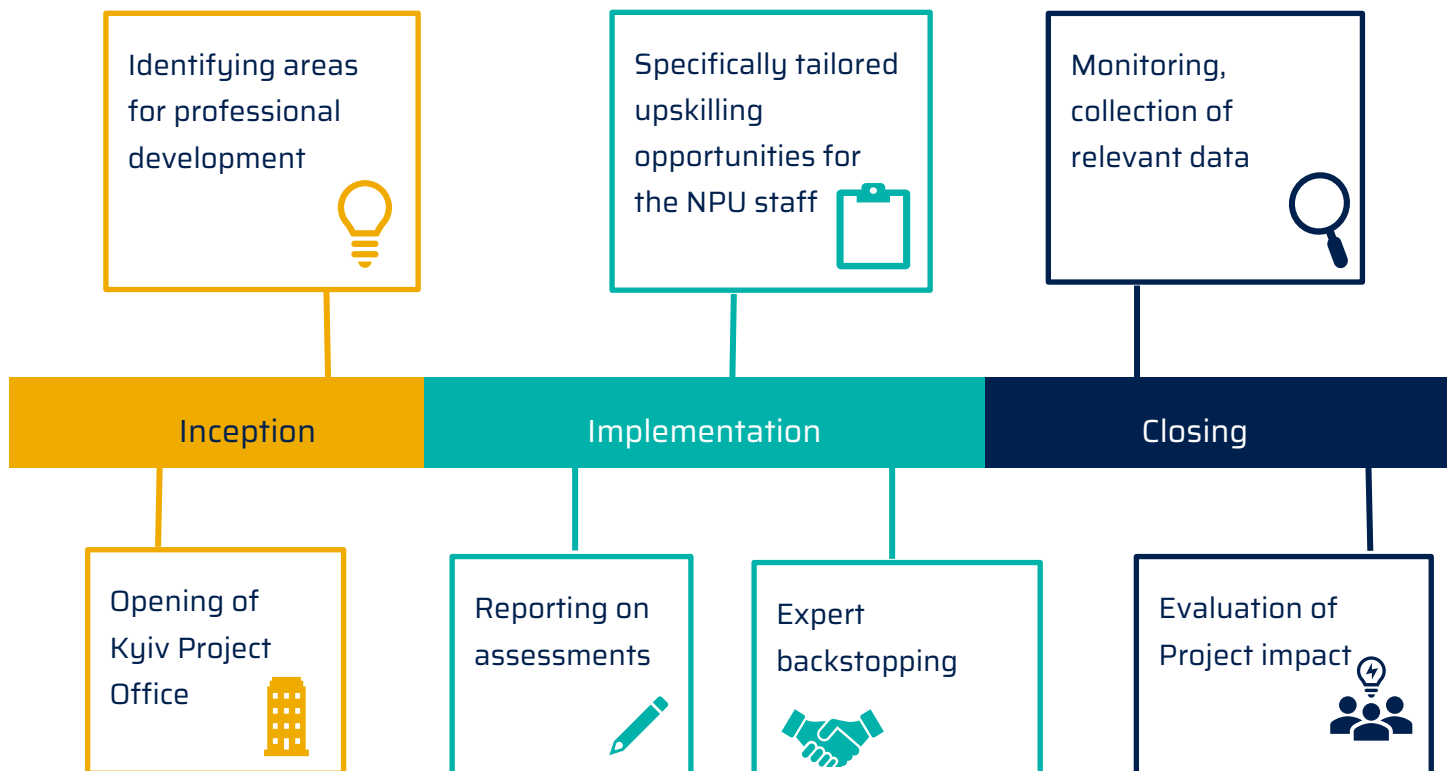 Identifying areas
for professional
development
Specifically tailored
upskilling
opportunities for
the NPU staff
Monitoring,
collection of
relevant data
Inception
Implementation
Closing
Opening of
Kyiv Project
Office
Reporting on
assessments
Expert
backstopping
Evaluation of
Project impact